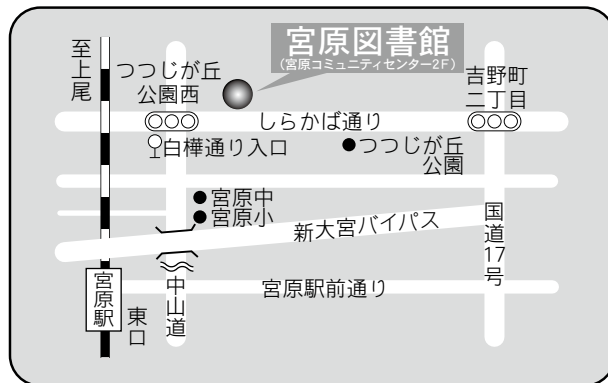 至上尾
宮原図書館
(宮原コミュニティセンター2F)
つつじが丘
公園西
吉野町
二丁目
しらかば通り
白樺通り入口
つつじが丘
公園
宮原中
宮原小
新大宮バイパス
国道17号
宮原駅
東口
中山道
宮原駅前通り